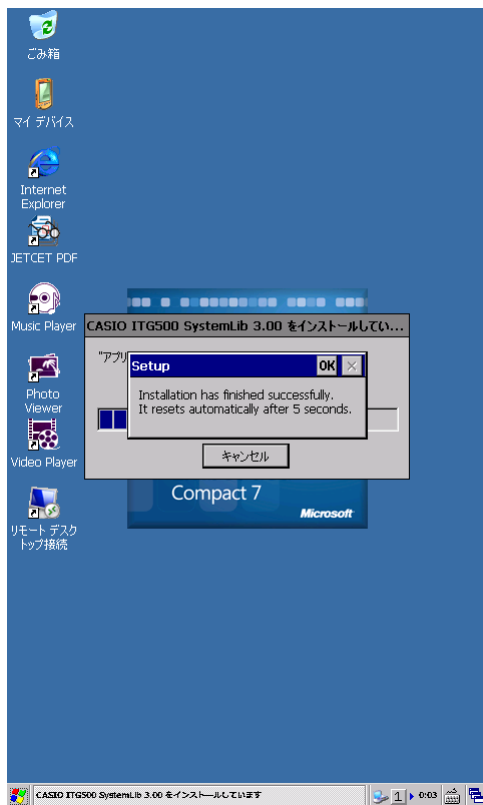 ごみ箱
マイ デバイス
Internet
Explorer
JETCET PDF
Music Player
Photo
Viewer
Video Player
リモート デスク
トップ接続
CASIO ITG500 SystemLib 3.00 をインストールしてい...
"アプリ
Setup
OK
Installation has finished successfully.
It resets automatically after 5 seconds.
キャンセル
Compact 7
Microsoft
CASIO ITG500 SystemLib 3.00 をインストールしています
1
0:03